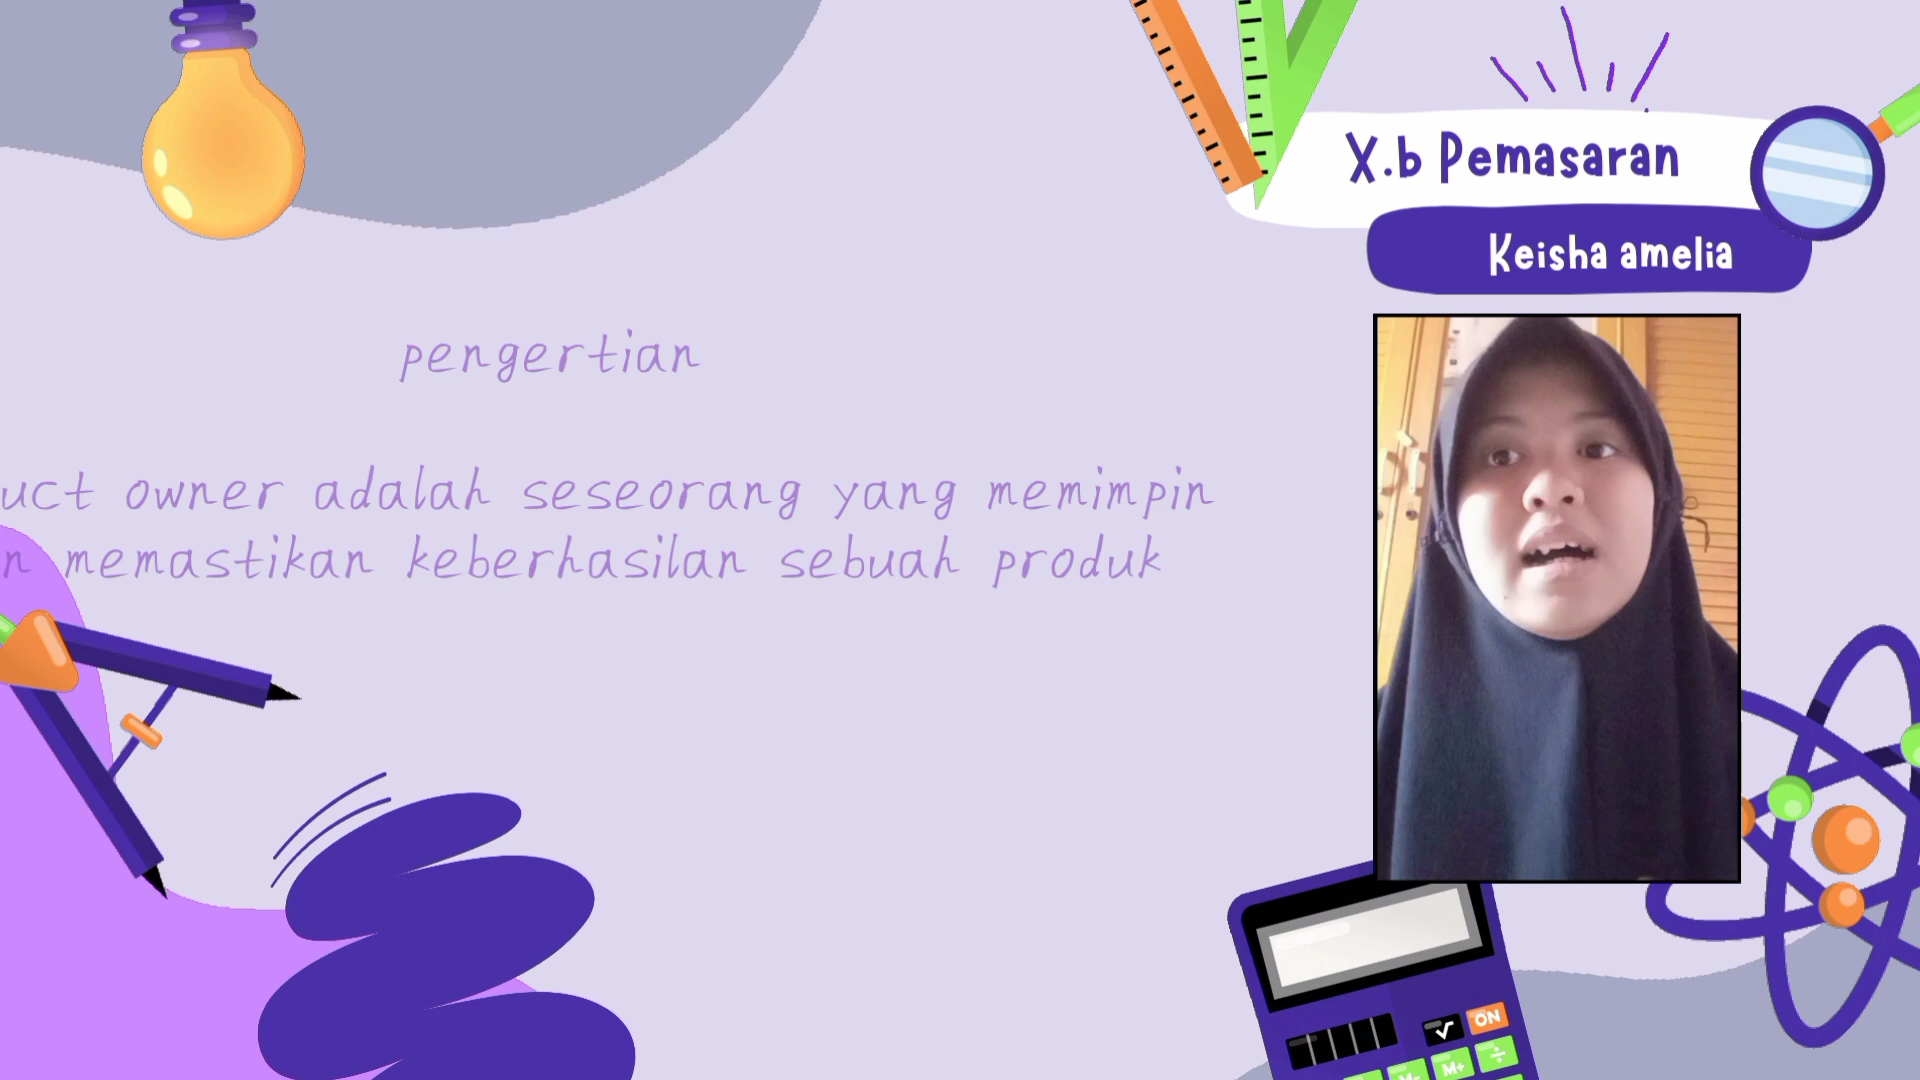 X.b Pemasaran
Keisha amelia
pengertian
uct owner adalah seseorang yang memimpin
n memastikan keberhasilan sebuah produk
√ ON
M+ ÷